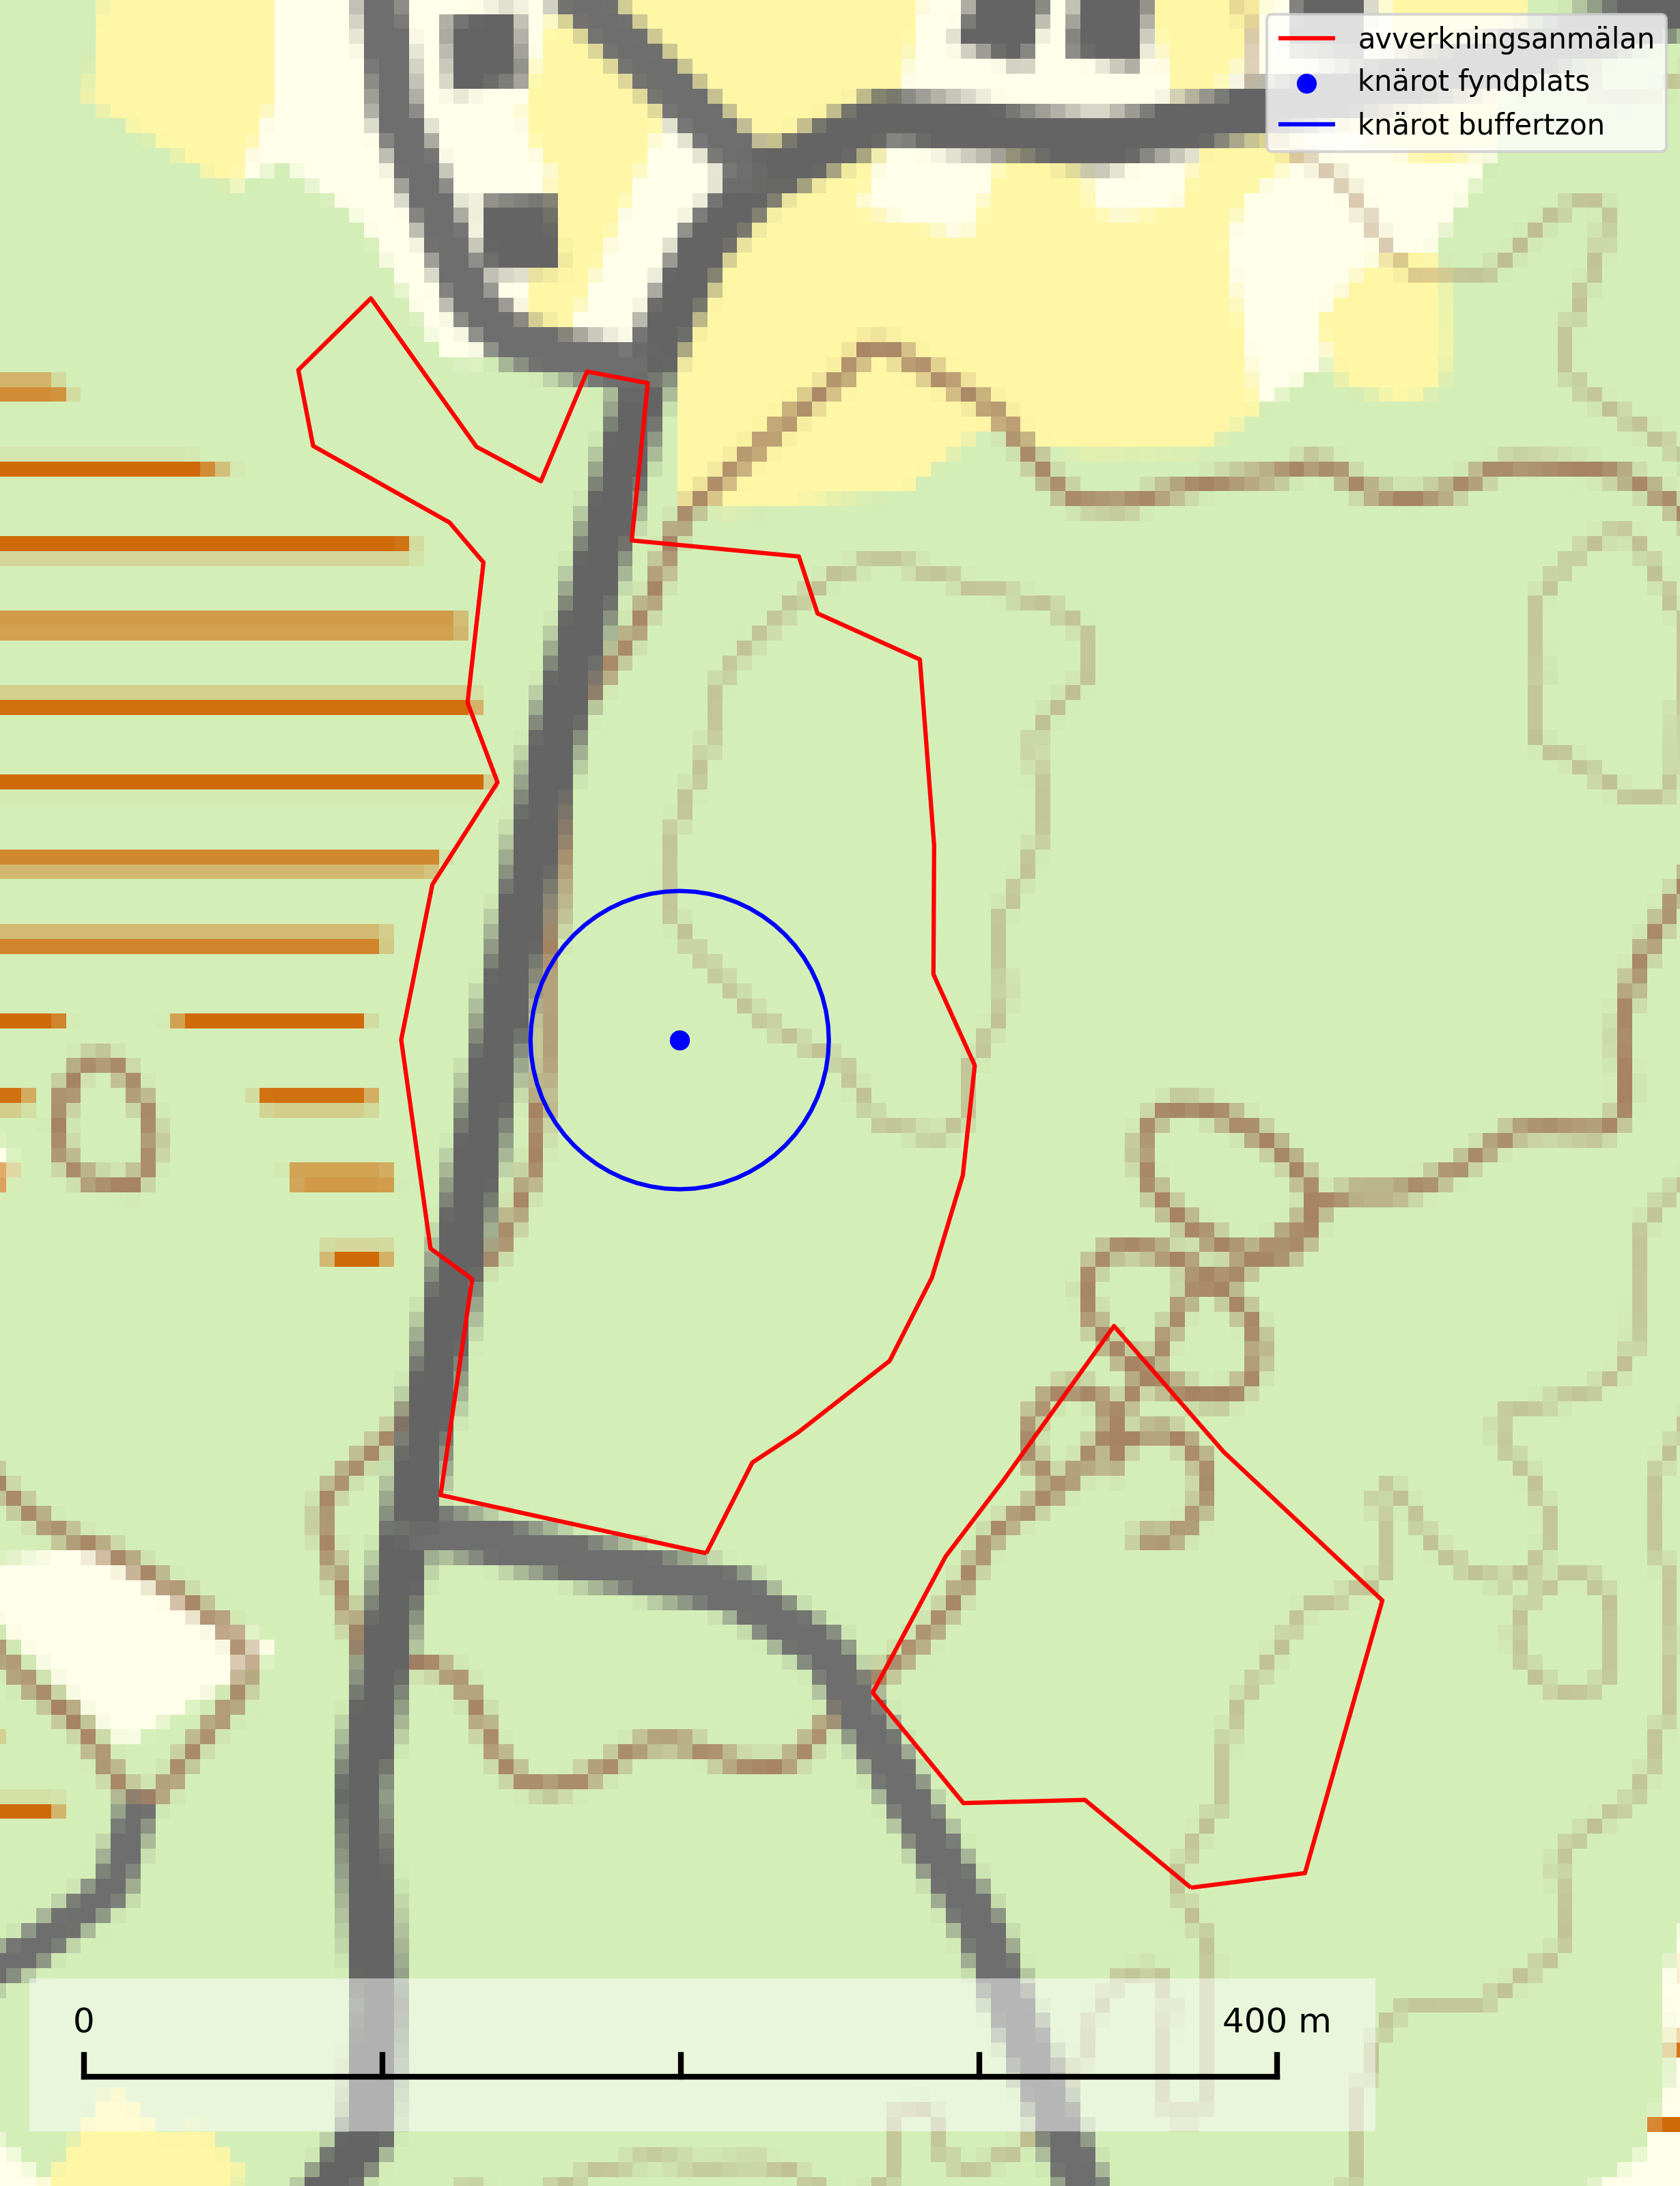 avverkningsanmälan
knärot fyndplats
knärot buffertzon
0
400 m